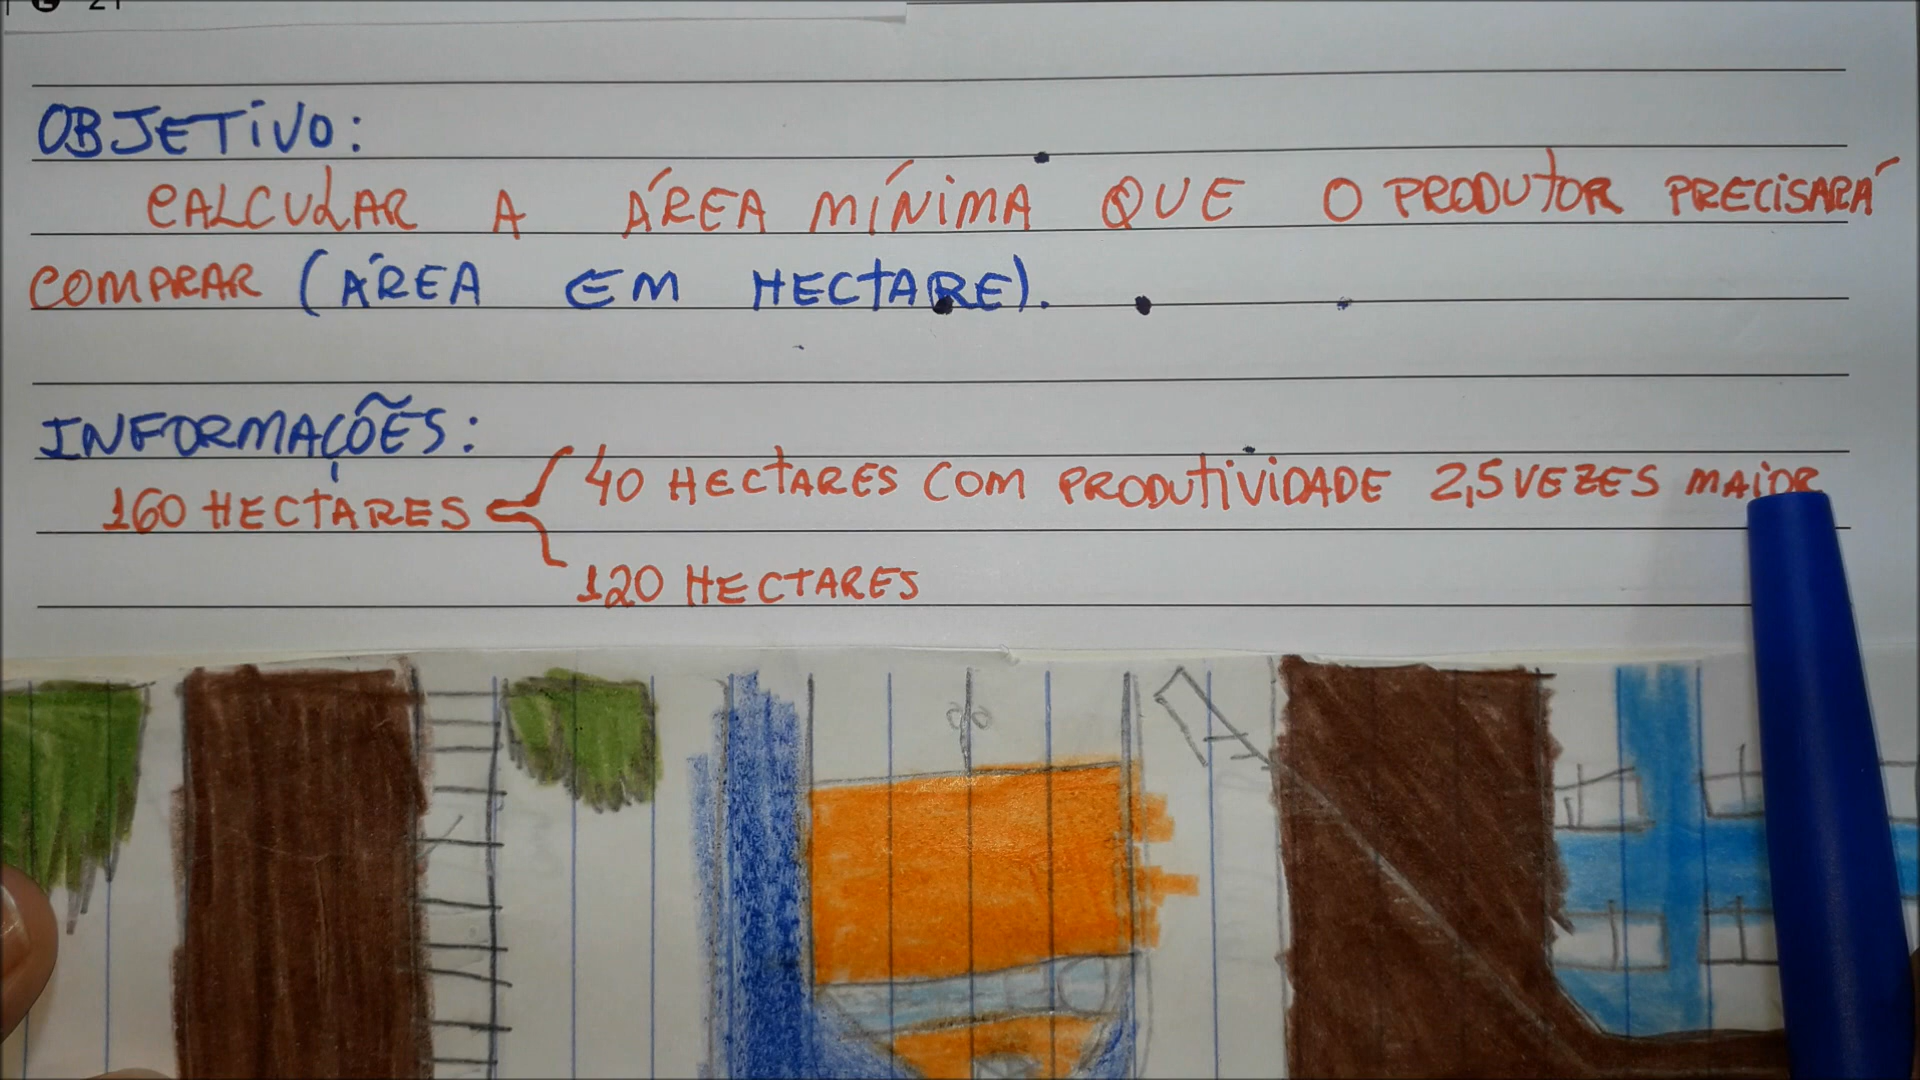 OBJETIVO:
CALCULAR A ÁREA MÍNIMA QUE O PRODUTOR PRECISARÁ
COMPRAR (ÁREA EM HECTARE).
INFORMAÇÕES:
160 HECTARES
40 HECTARES COM PRODUTIVIDADE 2,5 VEZES MAIOR
120 HECTARES